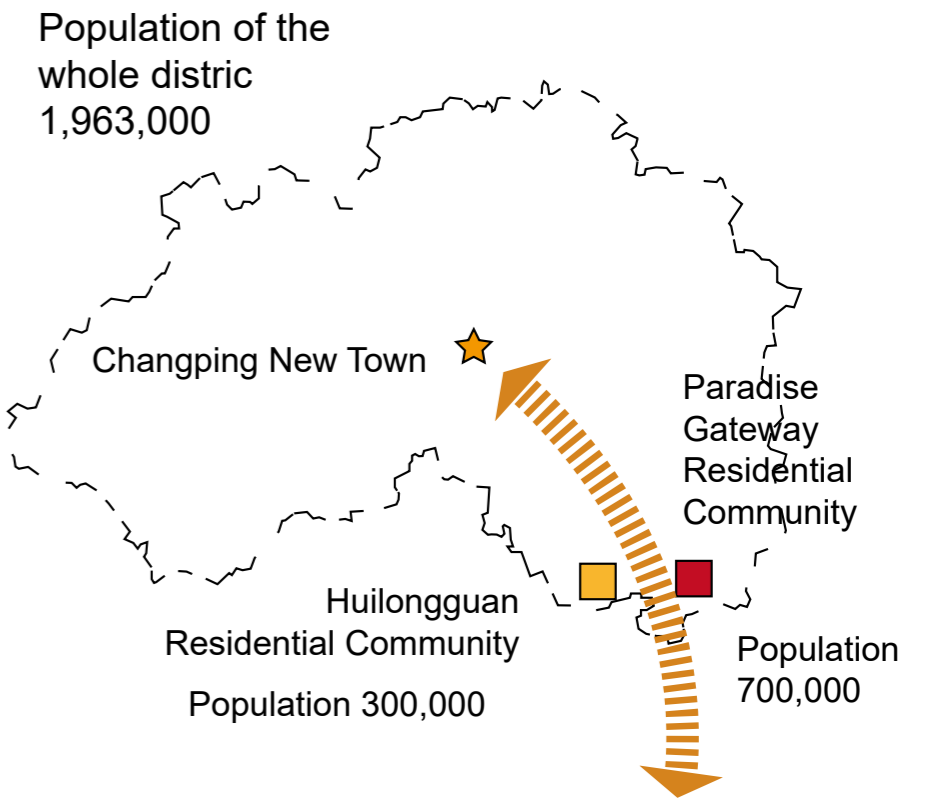 Population of the
whole distric
1,963,000
Changping New Town
Paradise
Gateway
Residential
Community
Huilongguan
Residential Community
Population 300,000
Population
700,000